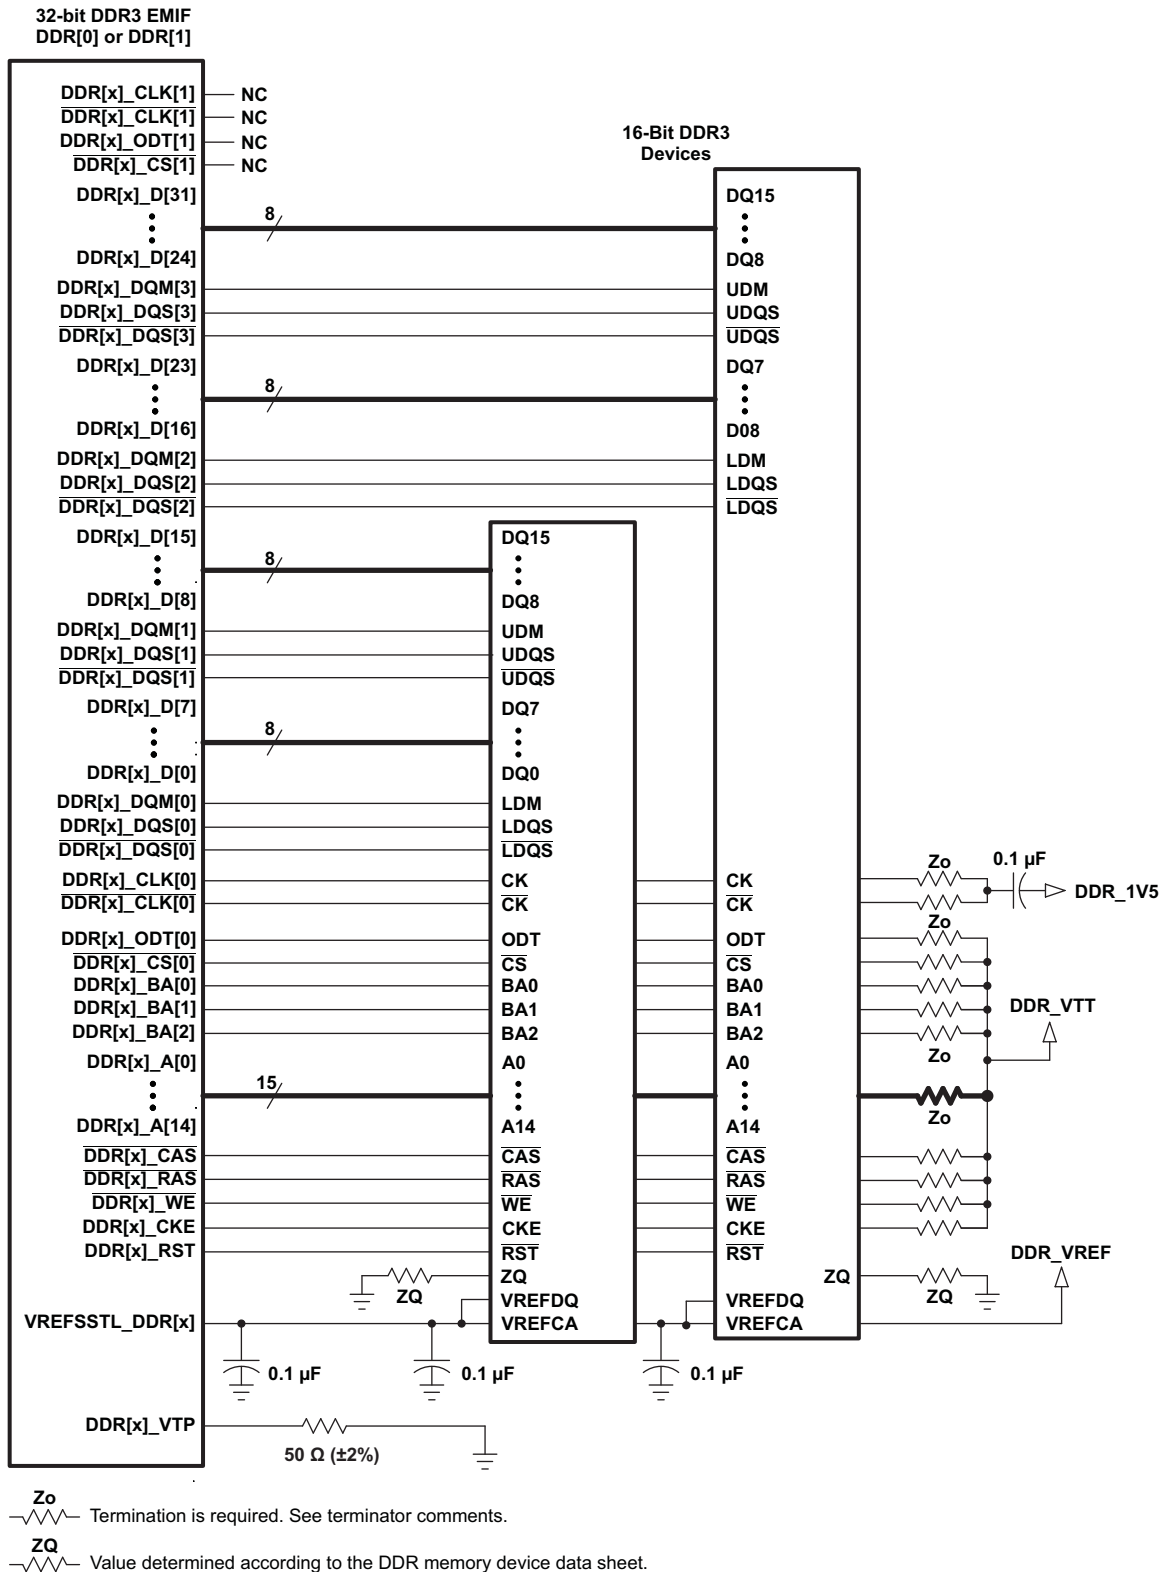 32-bit DDR3 EMIF
DDR[0] or DDR[1]
DDR[x]_CLK[1] NC
DDR[x]_CLK[1] NC
DDR[x]_ODT[1] NC
DDR[x]_CS[1] NC
16-Bit DDR3
Devices
DDR[x]_D[31] DQ15
8
DDR[x]_D[24] DQ8
DDR[x]_DQM[3] UDM
DDR[x]_DQS[3] UDQS
DDR[x]_DQS[3] UDQS
DDR[x]_D[23] DQ7
8
DDR[x]_D[16] D08
DDR[x]_DQM[2] LDM
DDR[x]_DQS[2] LDQS
DDR[x]_DQS[2] LDQS
DDR[x]_D[15] DQ15
8
DDR[x]_D[8] DQ8
DDR[x]_DQM[1] UDM
DDR[x]_DQS[1] UDQS
DDR[x]_DQS[1] UDQS
DDR[x]_D[7] DQ7
8
DDR[x]_D[0] DQ0
DDR[x]_DQM[0] LDM
DDR[x]_DQS[0] LDQS
DDR[x]_DQS[0] LDQS
Zo 0.1 µF
DDR[x]_CLK[0] CK CK
DDR_1V5
DDR[x]_CLK[0] CK CK
Zo
DDR[x]_ODT[0] ODT ODT
DDR[x]_CS[0] CS CS
DDR[x]_BA[0] BA0 BA0
DDR[x]_BA[1] BA1 BA1 DDR_VTT
DDR[x]_BA[2] BA2 BA2
Zo
DDR[x]_A[0] A0 A0
15
Zo
DDR[x]_A[14] A14 A14
DDR[x]_CAS CAS CAS
DDR[x]_RAS RAS RAS
DDR[x]_WE WE WE
DDR[x]_CKE CKE CKE
DDR[x]_RST RST RST DDR_VREF
ZQ ZQ
ZQ ZQ
VREFDQ VREFDQ
VREFSSTL_DDR[x] VREFCA VREFCA
0.1 µF 0.1 µF 0.1 µF
DDR[x]_VTP
50 Ω (±2%)
Zo
Termination is required. See terminator comments.
ZQ
Value determined according to the DDR memory device data sheet.